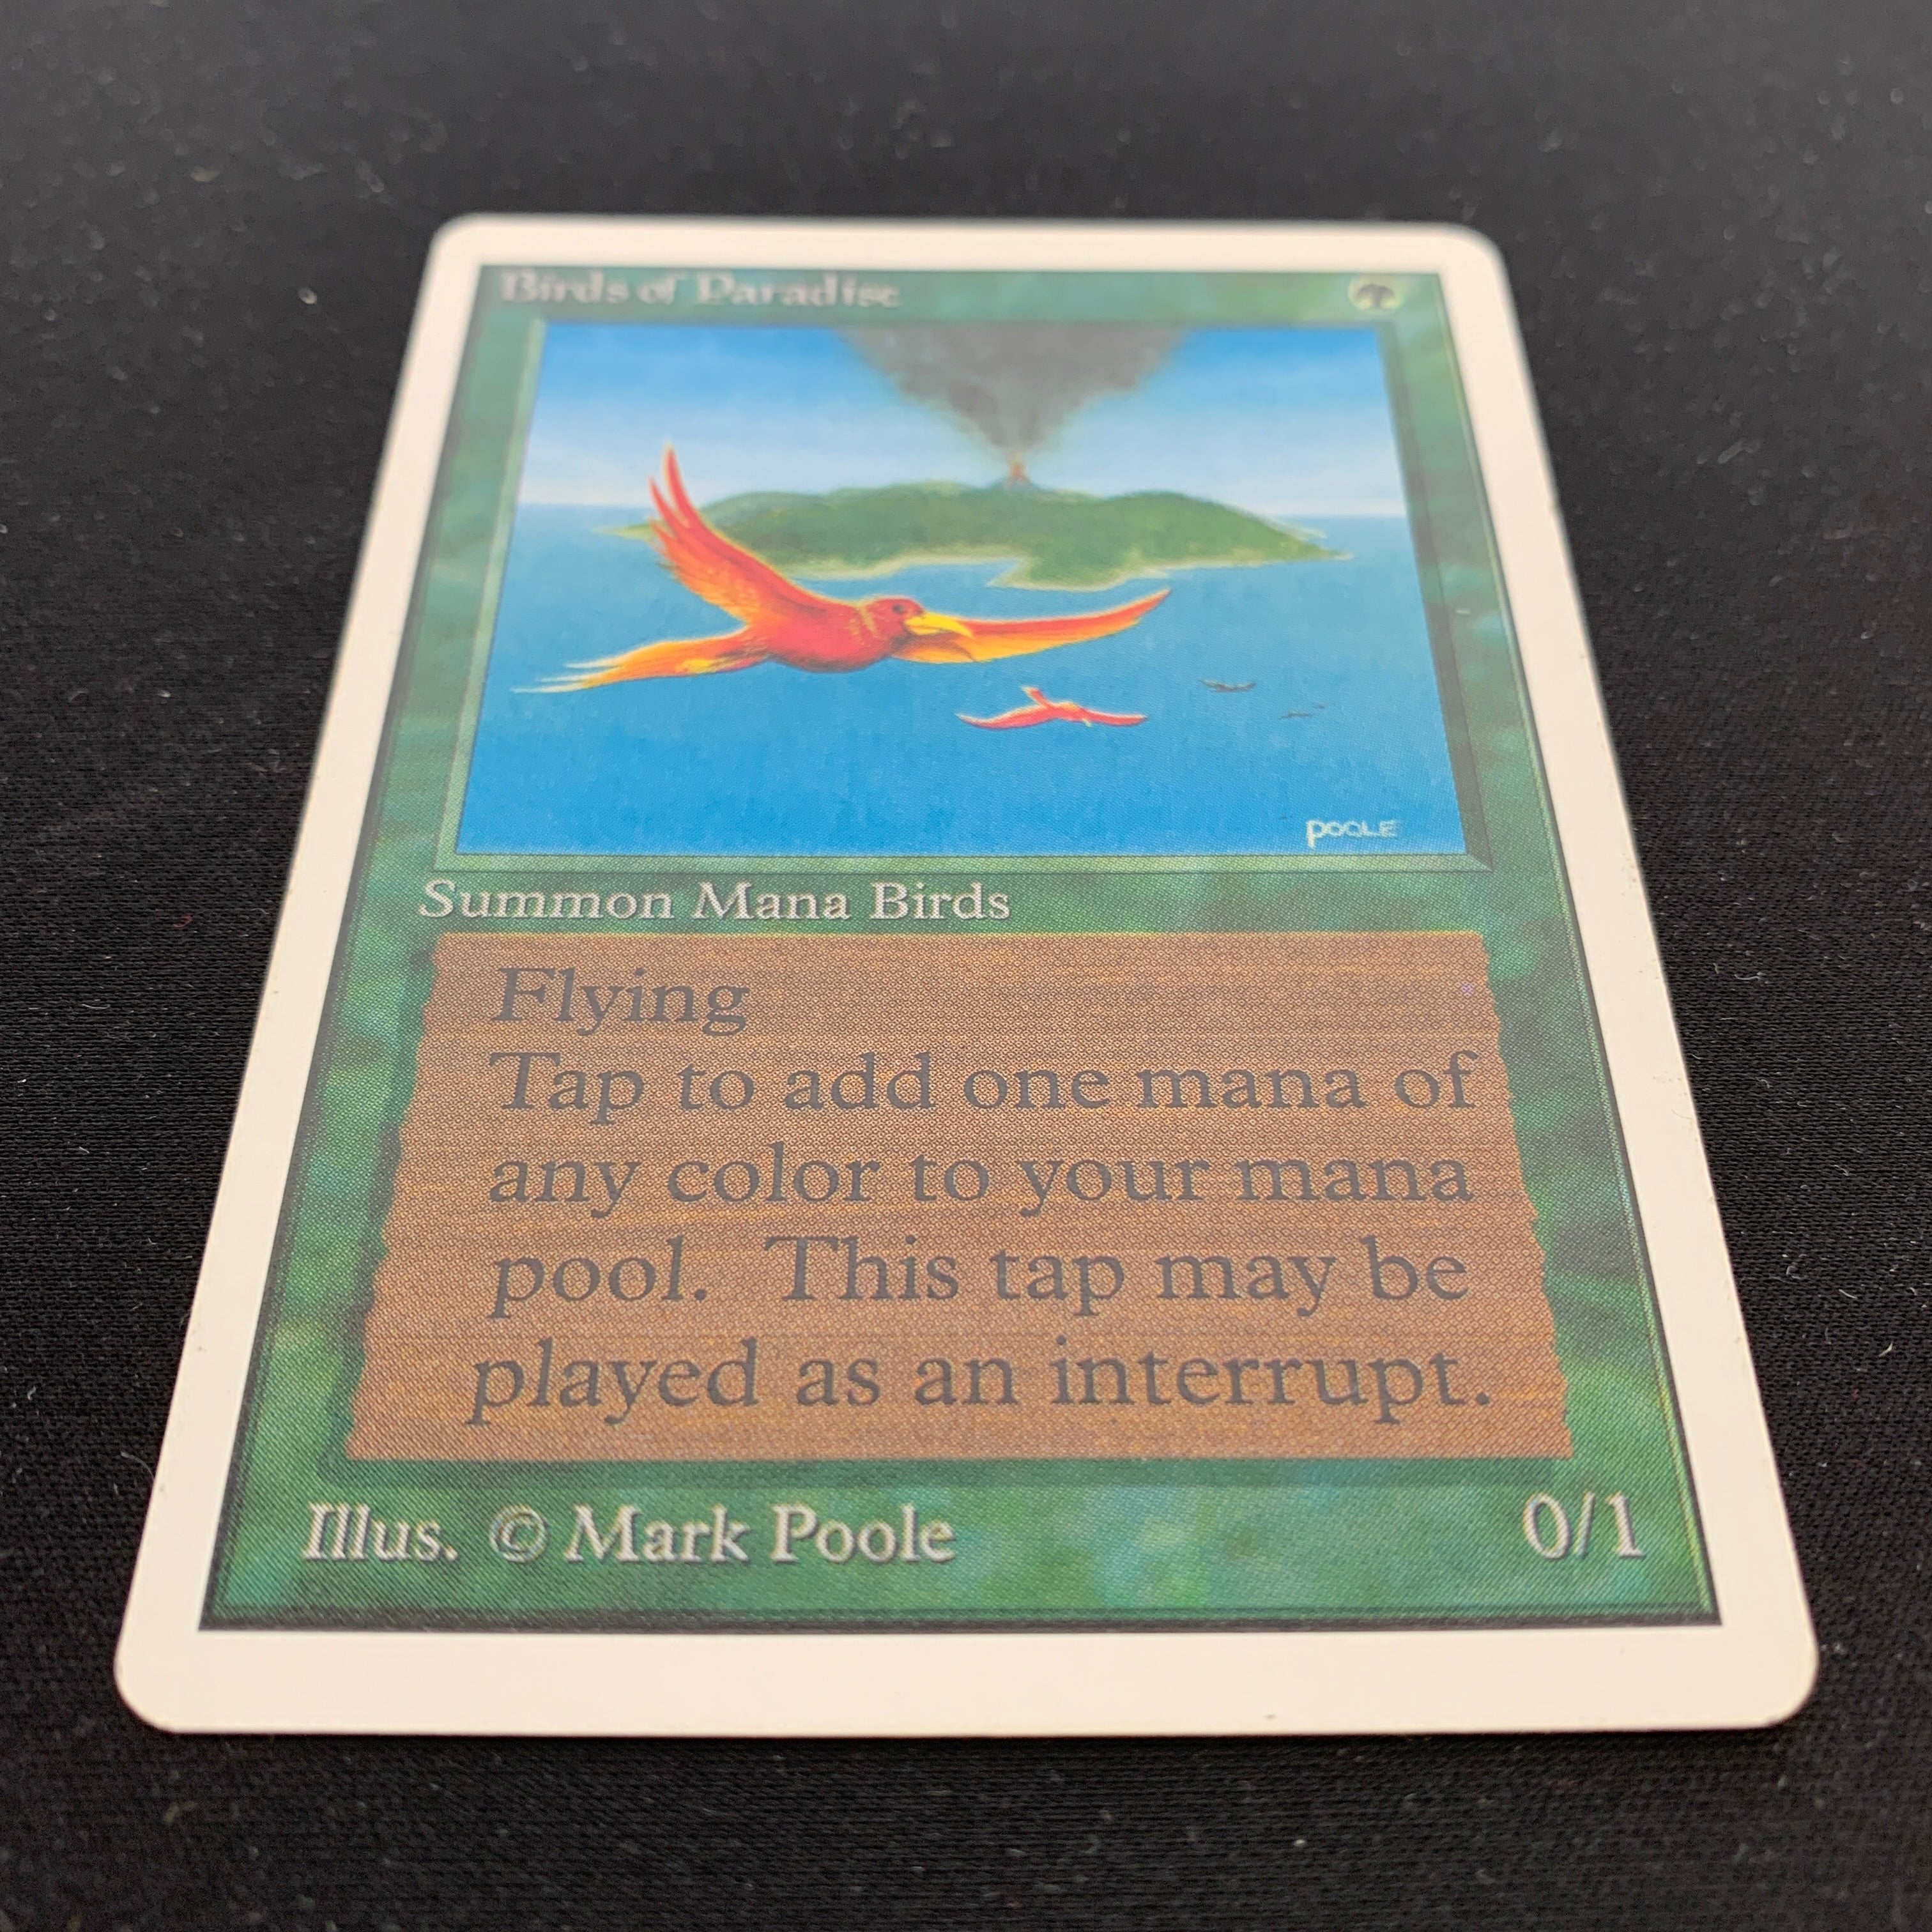 Birds of Paradise
POOLE
Summon Mana Birds
Flying
Tap to add one mana of
any color to your mana
pool. This tap may be
played as an interrupt.
Illus. © Mark Poole
0/1